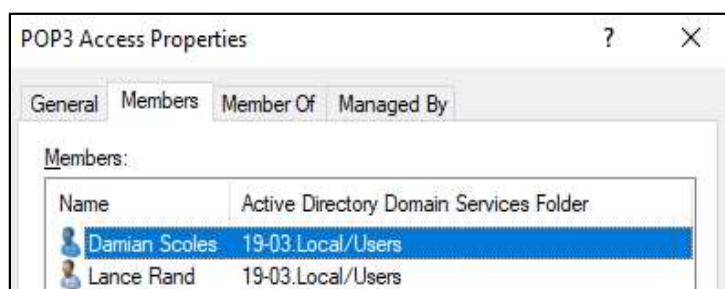 POP3 Access Properties ? X
General Members Member Of Managed By
Members:
Name Active Directory Domain Services Folder
Damian Scoles 19-03.Local/Users
Lance Rand 19-03.Local/Users